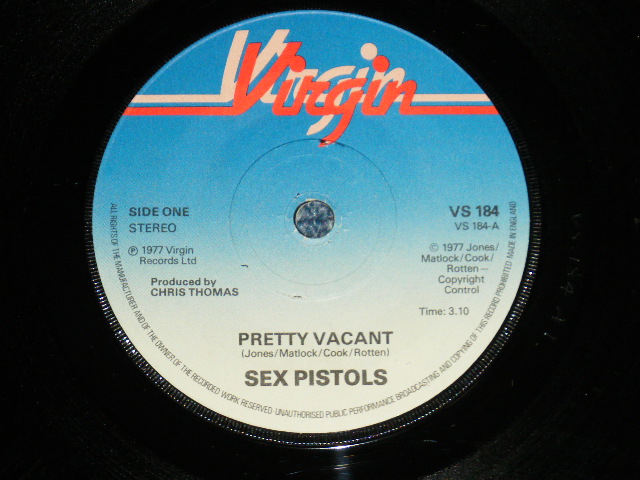 Virgin
SIDE ONE
STEREO
℗ 1977 Virgin
Records Ltd
Produced by
CHRIS THOMAS
VS 184
VS 184-A
© 1977 Jones/
Matlock/Cook/
Rotten—
Copyright
Control
Time: 3.10
PRETTY VACANT
(Jones/Matlock/Cook/Rotten)
SEX PISTOLS
ALL RIGHTS OF THE MANUFACTURER AND OF THE OWNER OF THE RECORDED WORK RESERVED·UNAUTHORISED PUBLIC PERFORMANCE BROADCASTING AND COPYING OF THIS RECORD PROHIBITED MADE IN ENGLAND